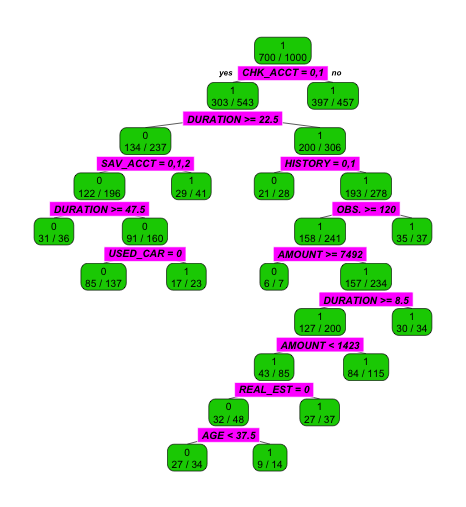 1
700 / 1000
yes CHK_ACCT = 0,1 no
1
303 / 543
1
397 / 457
DURATION >= 22.5
0
134 / 237
1
200 / 306
SAV_ACCT = 0,1,2
HISTORY = 0,1
0
122 / 196
1
29 / 41
0
21 / 28
1
193 / 278
DURATION >= 47.5
OBS. >= 120
0
31 / 36
0
91 / 160
1
158 / 241
1
35 / 37
USED_CAR = 0
AMOUNT >= 7492
0
85 / 137
1
17 / 23
0
6 / 7
1
157 / 234
DURATION >= 8.5
1
127 / 200
1
30 / 34
AMOUNT < 1423
1
43 / 85
1
84 / 115
REAL_EST = 0
0
32 / 48
1
27 / 37
AGE < 37.5
0
27 / 34
1
9 / 14